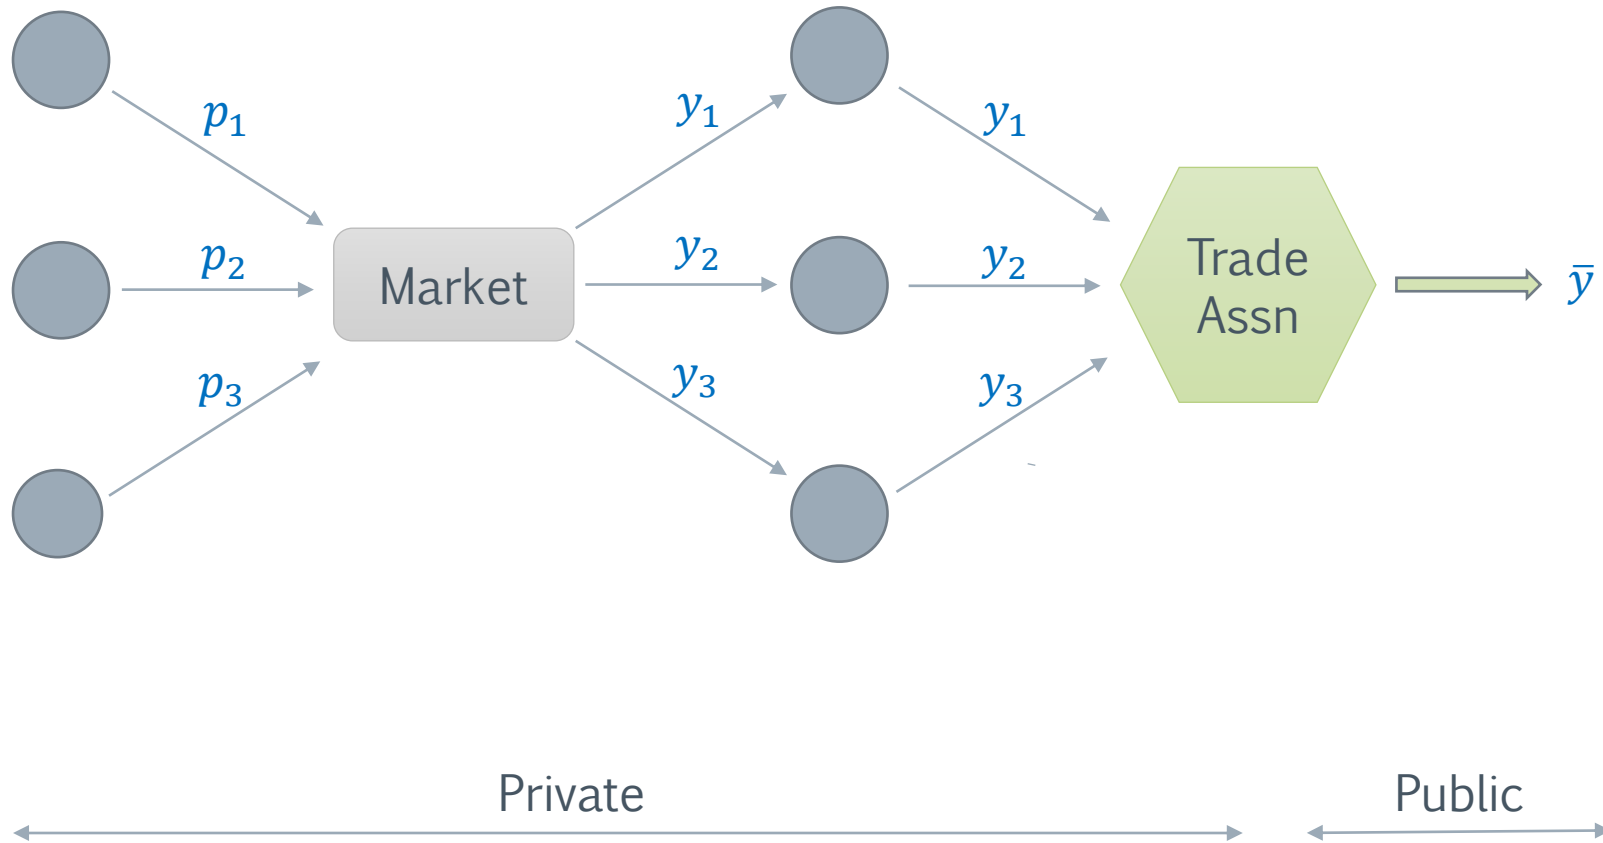 p₁
y₁
y₁
p₂
y₂
y₂
Market
Trade
Assn
ȳ
p₃
y₃
y₃
Private
Public